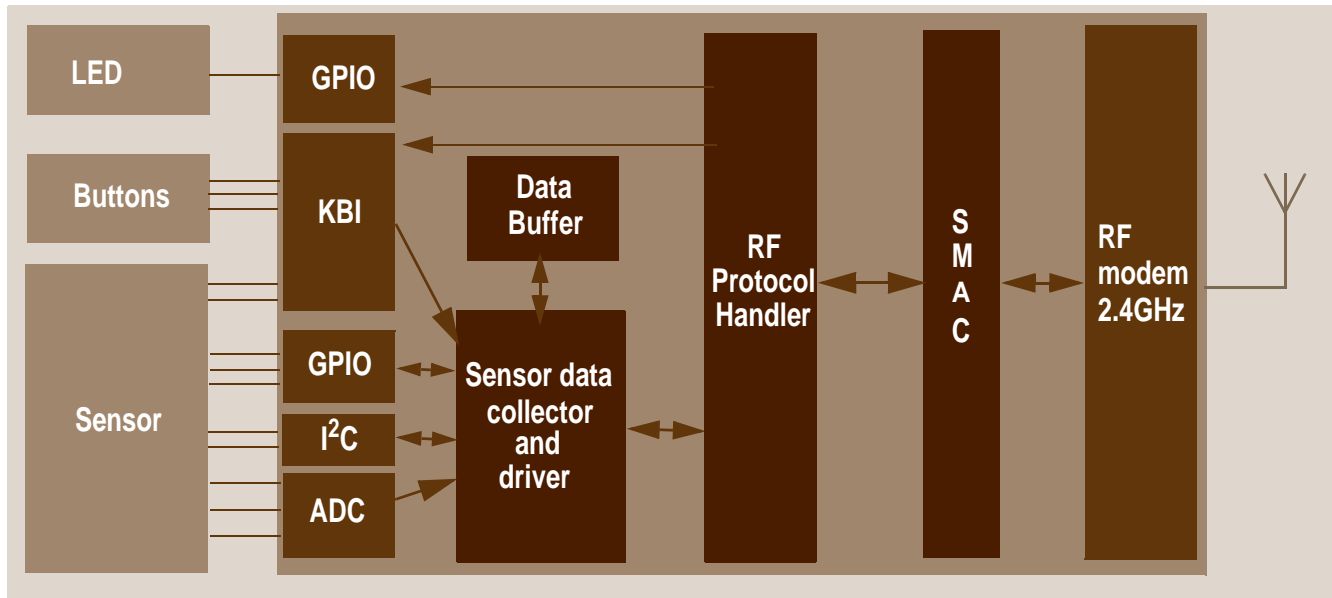 LED
GPIO
Buttons
KBI
Data
Buffer
Sensor
GPIO
I²C
ADC
Sensor data
collector
and
driver
RF
Protocol
Handler
S
M
A
C
RF
modem
2.4GHz